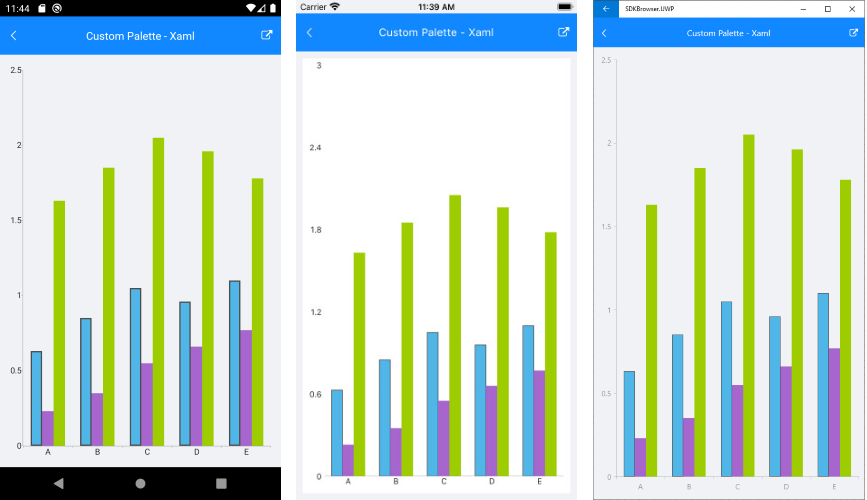 11:44
Custom Palette - Xaml
2.5
2
1.5
1
0.5
0
A B C D E
Carrier 11:39 AM
Custom Palette - Xaml
3
2.4
1.8
1.2
0.6
0
A B C D E
SDKBrowser.UWP
Custom Palette - Xaml
2.5
2
1.5
1
0.5
0
A B C D E